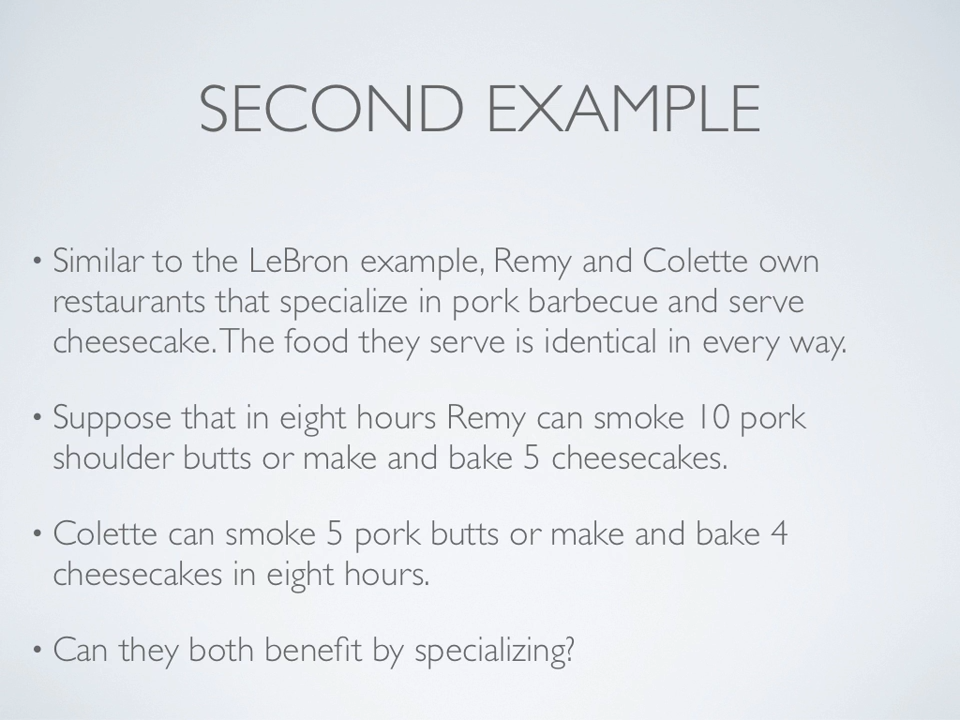 SECOND EXAMPLE
• Similar to the LeBron example, Remy and Colette own
restaurants that specialize in pork barbecue and serve
cheesecake. The food they serve is identical in every way.
• Suppose that in eight hours Remy can smoke 10 pork
shoulder butts or make and bake 5 cheesecakes.
• Colette can smoke 5 pork butts or make and bake 4
cheesecakes in eight hours.
• Can they both benefit by specializing?